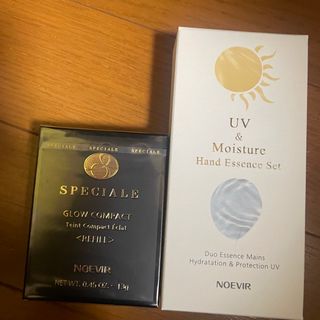 SPECIALE SPECIALE SPECIALE
SPECIALE
GLOW COMPACT
Teint Compact Éclat
<REFILL>
NOEVIR
NET WT. 0.45 OZ. · 13g
UV
&
Moisture
Hand Essence Set
Duo Essence Mains
Hydratation & Protection UV
NOEVIR